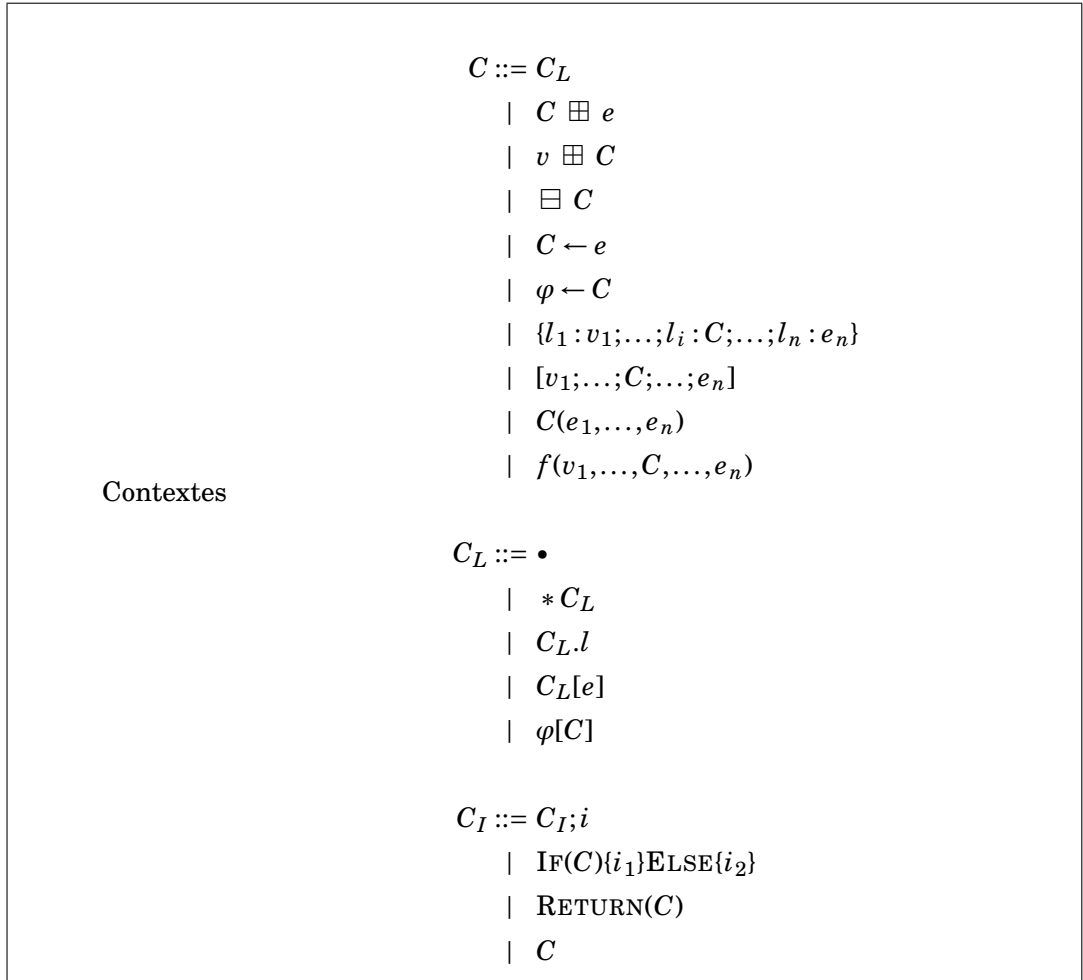 C ::= C_L
| C ⊞ e
| v ⊞ C
| ⊟ C
| C ← e
| φ ← C
| {l_1 : v_1; ...; l_i : C; ...; l_n : e_n}
| [v_1; ...; C; ...; e_n]
| C(e_1, ..., e_n)
| f(v_1, ..., C, ..., e_n)
Contextes
C_L ::= •
| ∗ C_L
| C_L.l
| C_L[e]
| φ[C]
C_I ::= C_I; i
| IF(C){i_1}ELSE{i_2}
| RETURN(C)
| C